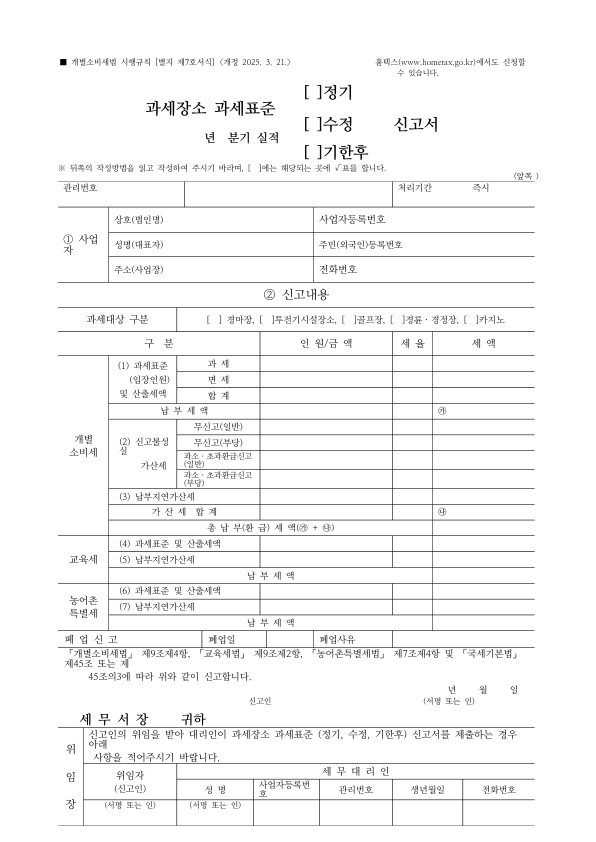 ■ 개별소비세법 시행규칙 [별지 제7호서식] <개정 2025. 3. 21.>
홈텍스(www.hometax.go.kr)에서도 신청할
수 있습니다.
[ ]정기
과세장소 과세표준
[ ]수정 신고서
년 분기 실적
[ ]기한후
※ 뒤쪽의 작성방법을 읽고 작성하여 주시기 바라며, [ ]에는 해당되는 곳에 √표를 합니다.
(앞쪽 )
관리번호 처리기간 즉시
① 사업
자
상호(법인명) 사업자등록번호
성명(대표자) 주민(외국인)등록번호
주소(사업장) 전화번호
② 신고내용
과세대상 구분 [ ] 경마장, [ ]투전기시설장소, [ ]골프장, [ ]경륜ㆍ경정장, [ ]카지노
구 분 인 원/금 액 세 율 세 액
개별
소비세
(1) 과세표준
(입장인원)
및 산출세액
과 세
면 세
합 계
납 부 세 액 ㉮
(2) 신고불성
실
가산세
무신고(일반)
무신고(부당)
과소ㆍ초과환급신고
(일반)
과소ㆍ초과환급신고
(부당)
(3) 납부지연가산세
가 산 세 합 계 ㉯
총 납 부(환 급) 세 액(㉮ + ㉯)
교육세
(4) 과세표준 및 산출세액
(5) 납부지연가산세
납 부 세 액
농어촌
특별세
(6) 과세표준 및 산출세액
(7) 납부지연가산세
납 부 세 액
폐 업 신 고 폐업일 폐업사유
「개별소비세법」 제9조제4항, 「교육세법」 제9조제2항, 「농어촌특별세법」 제7조제4항 및 「국세기본법」
제45조 또는 제
45조의3에 따라 위와 같이 신고합니다.
년 월 일
신고인 (서명 또는 인)
세 무 서 장 귀하
위
임
장
신고인의 위임을 받아 대리인이 과세장소 과세표준 (정기, 수정, 기한후) 신고서를 제출하는 경우
아래
사항을 적어주시기 바랍니다.
위임자
(신고인)
세 무 대 리 인
성 명 사업자등록번
호 관리번호 생년월일 전화번호
(서명 또는 인) (서명 또는 인)